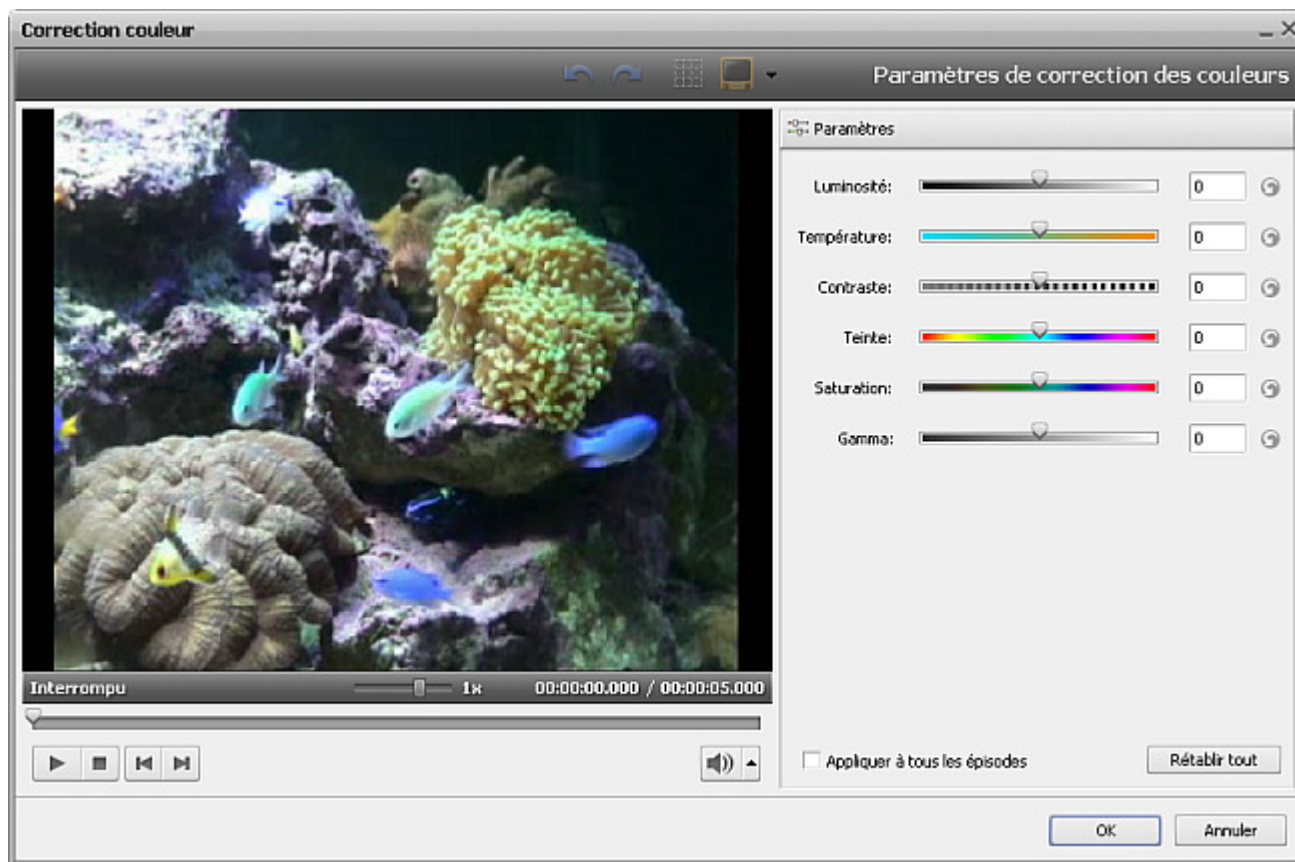 Correction couleur
Paramètres de correction des couleurs
Paramètres
Luminosité: 0
Température: 0
Contraste: 0
Teinte: 0
Saturation: 0
Gamma: 0
Interrompu 1x 00:00:00.000 / 00:00:05.000
Appliquer à tous les épisodes Rétablir tout
OK Annuler